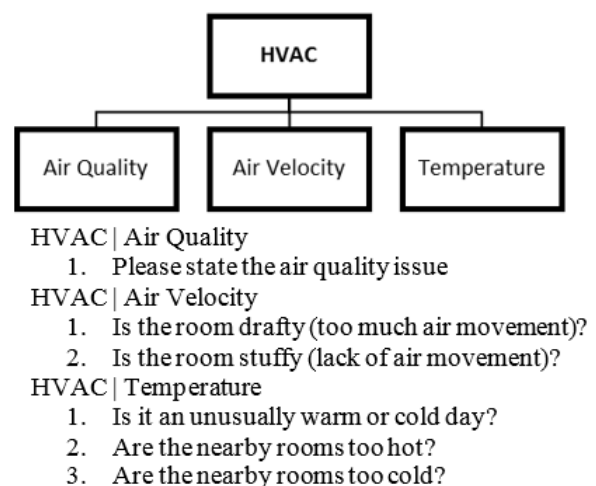 HVAC
Air Quality
Air Velocity
Temperature
HVAC | Air Quality
1. Please state the air quality issue
HVAC | Air Velocity
1. Is the room drafty (too much air movement)?
2. Is the room stuffy (lack of air movement)?
HVAC | Temperature
1. Is it an unusually warm or cold day?
2. Are the nearby rooms too hot?
3. Are the nearby rooms too cold?